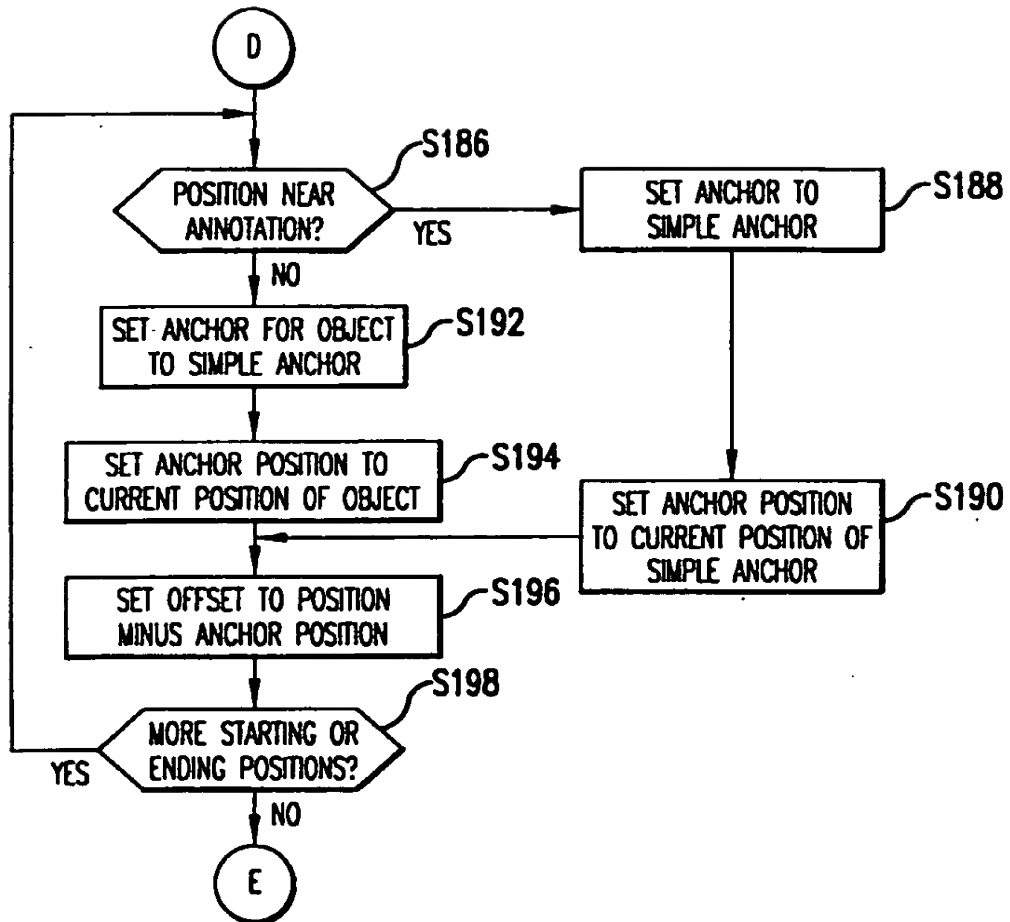 D
S186
POSITION NEAR
ANNOTATION?
YES
NO
SET ANCHOR TO
SIMPLE ANCHOR
S188
SET ANCHOR FOR OBJECT
TO SIMPLE ANCHOR
S192
SET ANCHOR POSITION TO
CURRENT POSITION OF OBJECT
S194
SET ANCHOR POSITION
TO CURRENT POSITION OF
SIMPLE ANCHOR
S190
SET OFFSET TO POSITION
MINUS ANCHOR POSITION
S196
S198
MORE STARTING OR
ENDING POSITIONS?
YES
NO
E